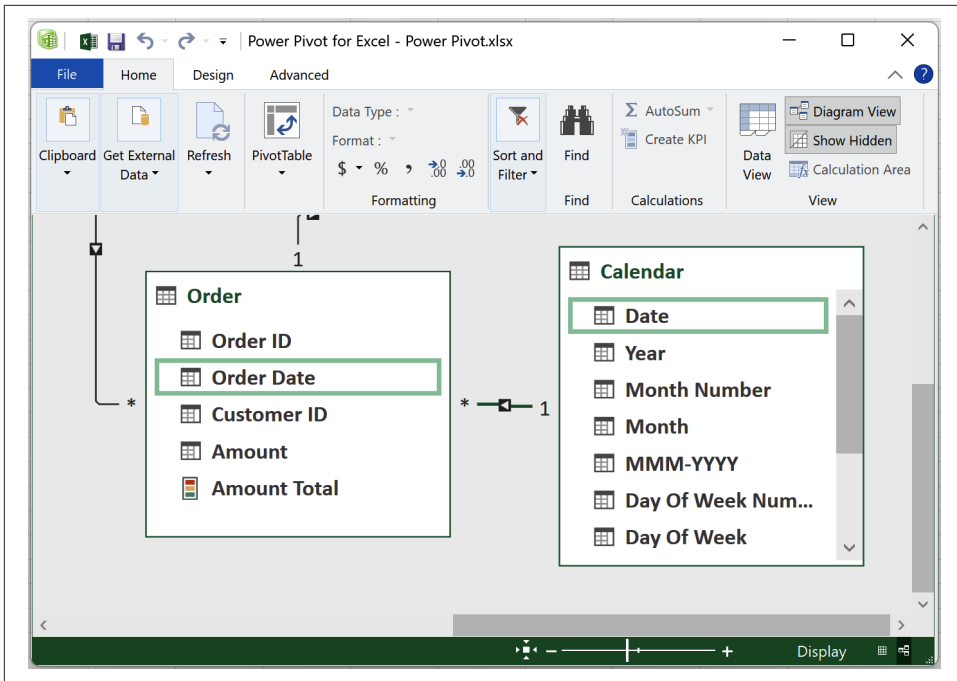 Power Pivot for Excel - Power Pivot.xlsx
File Home Design Advanced ?
Clipboard
Get External Data
Refresh
PivotTable
Data Type :
Format :
$ % , .0 .00 .00 .0
Formatting
Sort and Filter
Find
Find
AutoSum
Create KPI
Calculations
Data View
Diagram View
Show Hidden
Calculation Area
View
1
Order
Order ID
Order Date
Customer ID
Amount
Amount Total
*
* 1
Calendar
Date
Year
Month Number
Month
MMM-YYYY
Day Of Week Num...
Day Of Week
Display